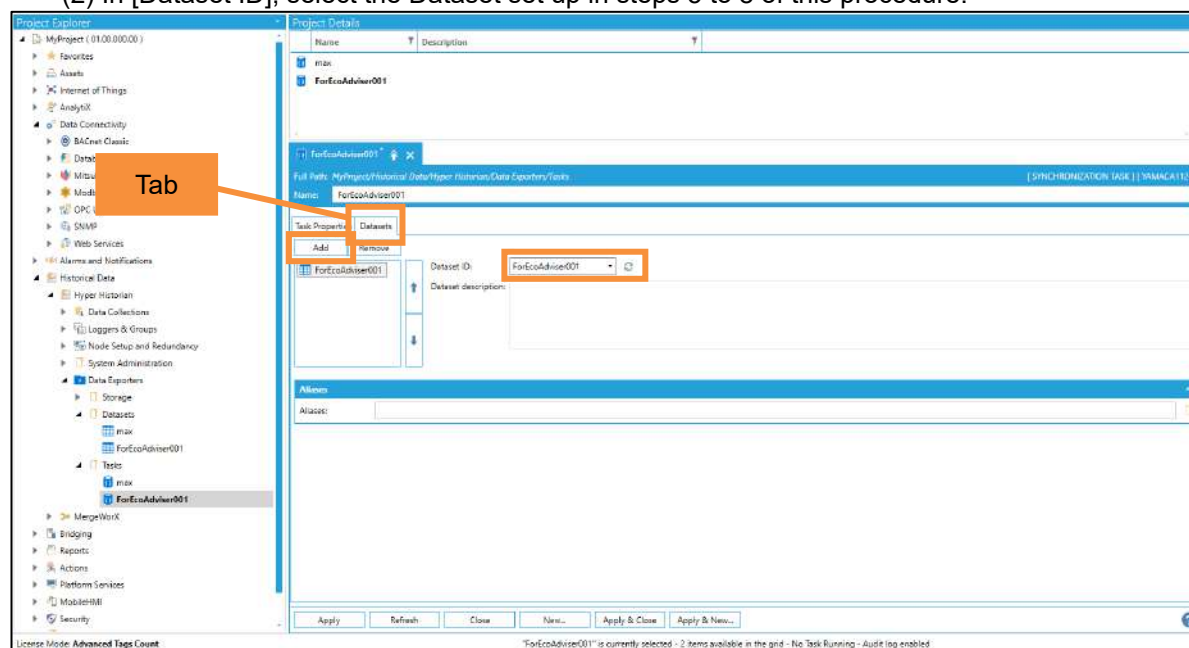 (2) In [Dataset ID], select the Dataset set up in steps
of this procedure.
Project Explorer
MyProject ( 01.00.000.00 )
Favorites
Assets
Internet of Things
AnalytiX
Data Connectivity
BACnet Classic
Datab
Mitsu
Modb
OPC U
SNMP
Web Services
Alarms and Notifications
Historical Data
Hyper Historian
Data Collections
Loggers & Groups
Node Setup and Redundancy
System Administration
Data Exporters
Storage
Datasets
max
ForEcoAdviser001
Tasks
max
ForEcoAdviser001
MergeWorX
Bridging
Reports
Actions
Platform Services
MobileHMI
Security
Tab
Project Details
Name Description
max
ForEcoAdviser001
ForEcoAdviser001*
Full Path: MyProject/Historical Data/Hyper Historian/Data Exporters/Tasks
[ SYNCHRONIZATION TASK ] YAMACA112
Name: ForEcoAdviser001
Task Properties Datasets
Add Remove
ForEcoAdviser001
Dataset ID: ForEcoAdviser001
Dataset description:
Aliases
Aliases:
Apply Refresh Close New... Apply & Close Apply & New...
License Mode: Advanced Tags Count
"ForEcoAdviser001" is currently selected - 2 items available in the grid - No Task Running - Audit log enabled